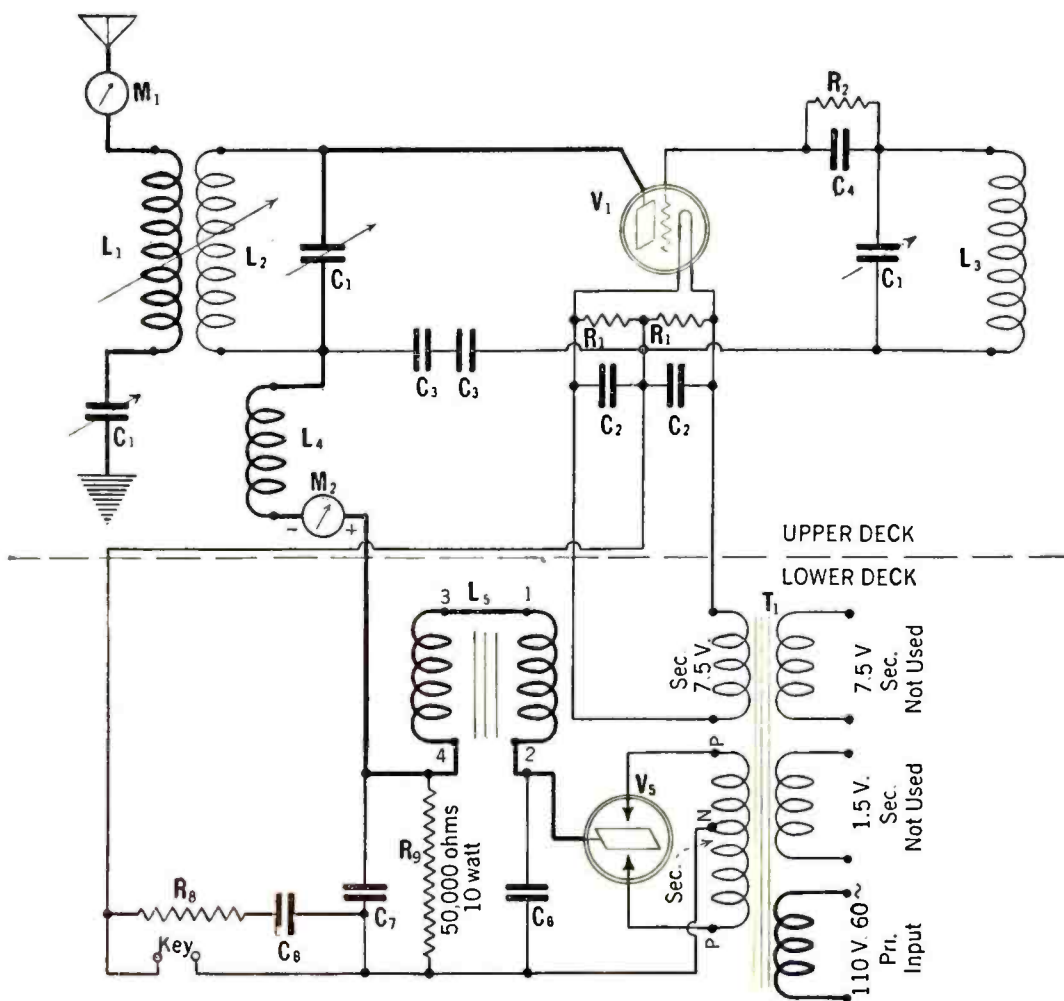 M₁
R₂
C₄
V₁
L₁
L₂
C₁
C₁
L₃
R₁
R₁
C₃
C₃
C₂
C₂
C₁
L₄
M₂
-
+
UPPER DECK
LOWER DECK
3
L₅
1
T₁
Sec.
7.5 V.
7.5 V.
Sec.
Not Used
4
2
P
V₅
N
Sec.
P
1.5 V.
Sec.
Not Used
R₉
50,000 ohms
10 watt
R₈
C₈
C₇
C₆
Key
110 V. 60~
Pri.
Input